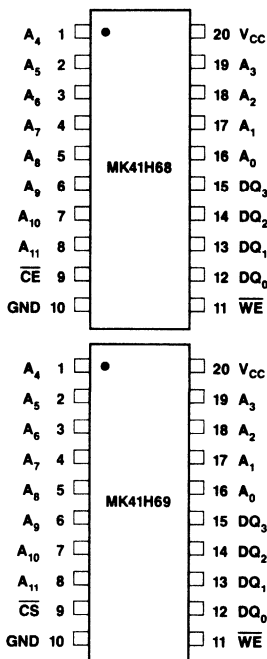 A4 1 20 VCC
A5 2 19 A3
A6 3 18 A2
A7 4 17 A1
A8 5 16 A0
MK41H68
A9 6 15 DQ3
A10 7 14 DQ2
A11 8 13 DQ1
CE 9 12 DQ0
GND 10 11 WE
A4 1 20 VCC
A5 2 19 A3
A6 3 18 A2
A7 4 17 A1
A8 5 16 A0
MK41H69
A9 6 15 DQ3
A10 7 14 DQ2
A11 8 13 DQ1
CS 9 12 DQ0
GND 10 11 WE